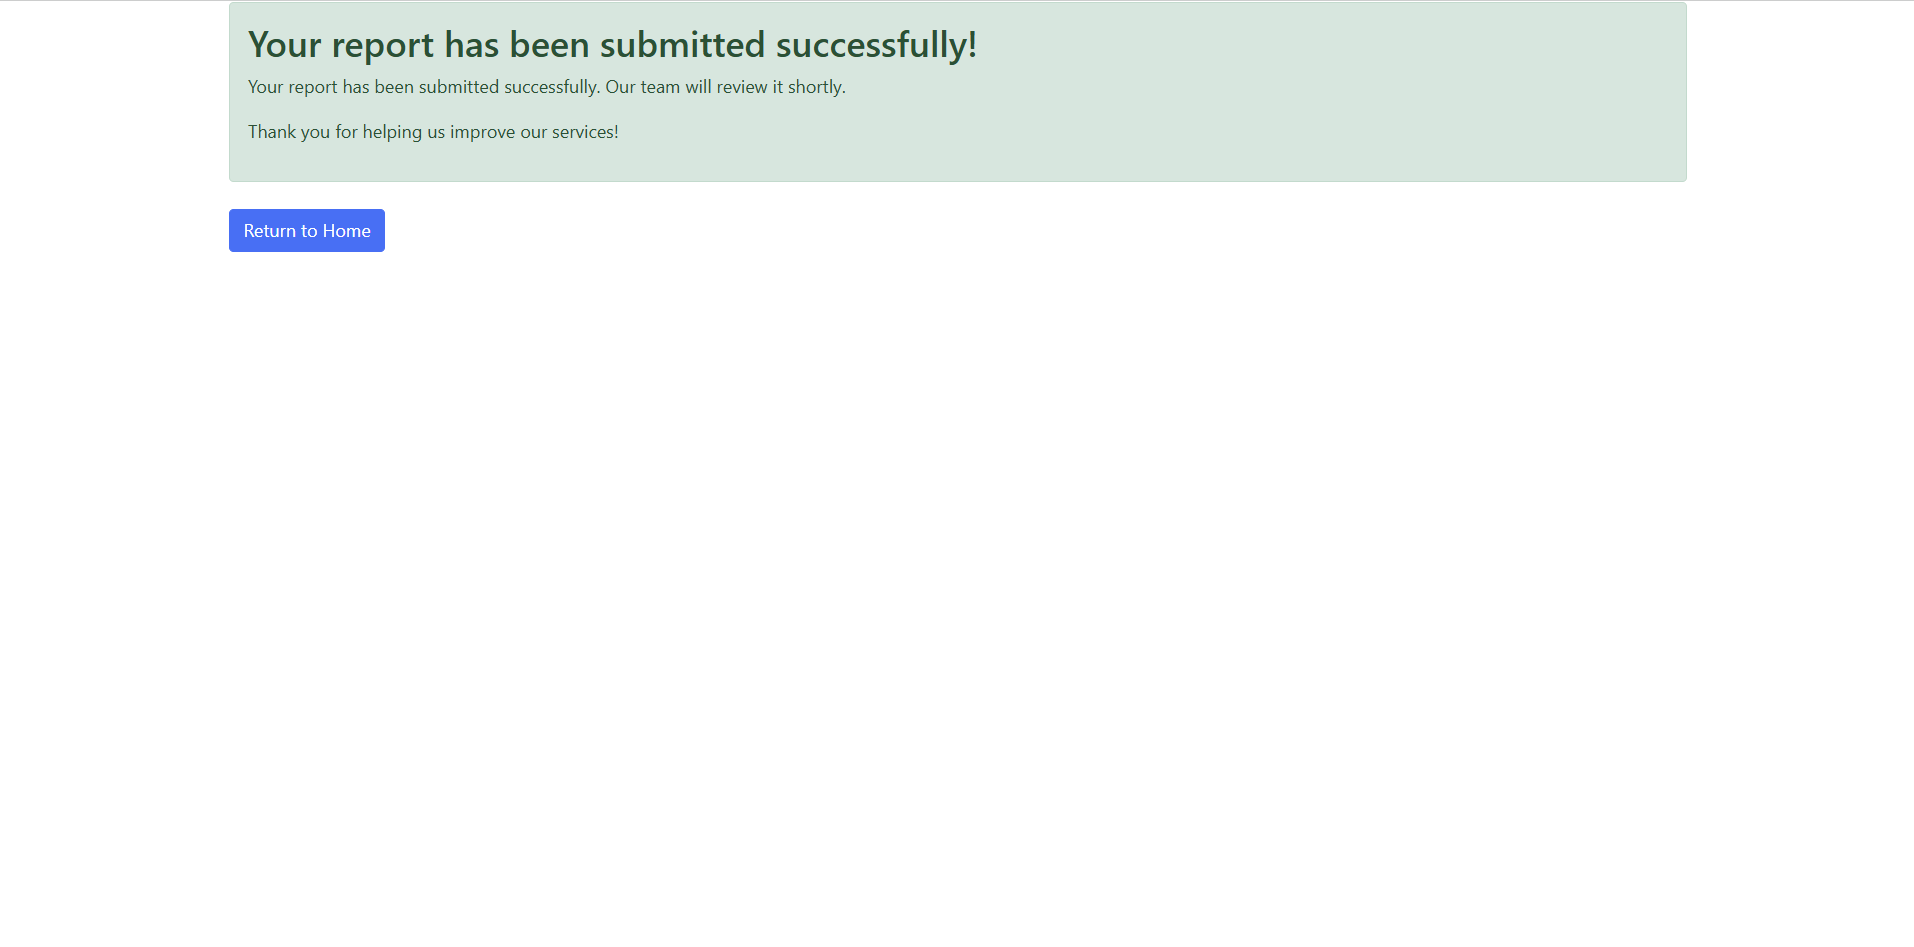 Your report has been submitted successfully!
Your report has been submitted successfully. Our team will review it shortly.
Thank you for helping us improve our services!
Return to Home